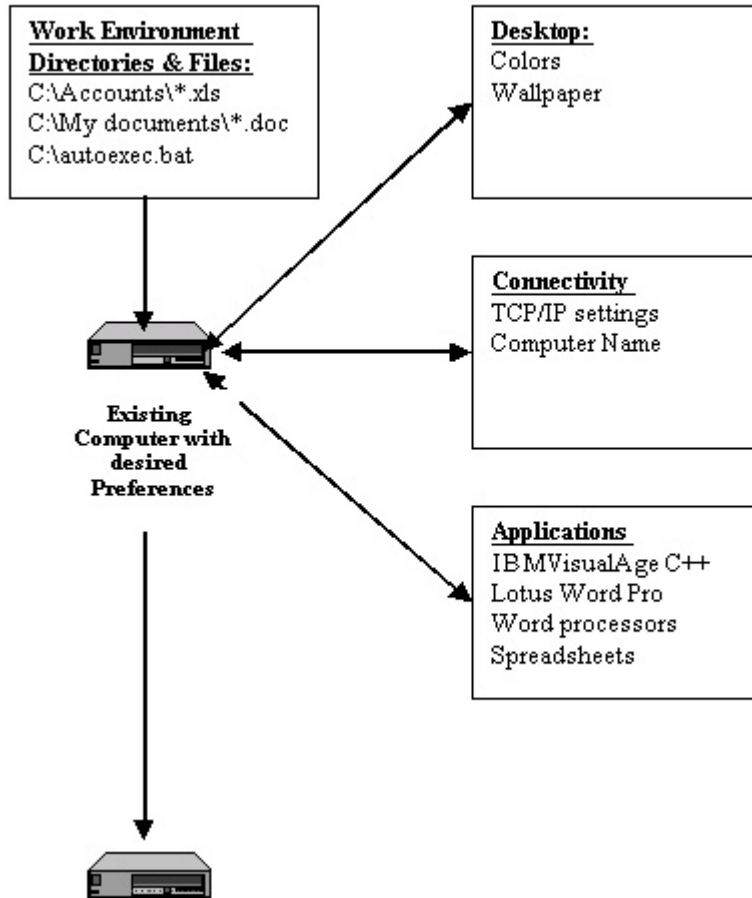 Work Environment
Directories & Files:
C:\Accounts\*.xls
C:\My documents\*.doc
C:\autoexec.bat
Desktop:
Colors
Wallpaper
Connectivity
TCP/IP settings
Computer Name
Existing
Computer with
desired
Preferences
Applications
IBMVisualAge C++
Lotus Word Pro
Word processors
Spreadsheets